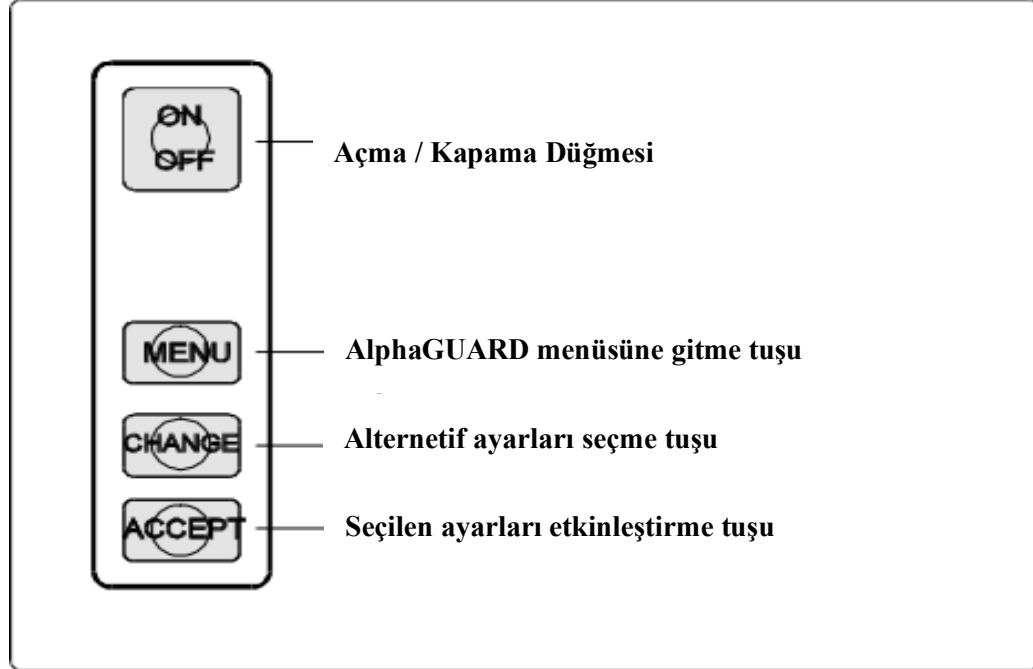 ON
OFF
Açma / Kapama Düğmesi
MENU
AlphaGUARD menüsüne gitme tuşu
CHANGE
Alternetif ayarları seçme tuşu
ACCEPT
Seçilen ayarları etkinleştirme tuşu